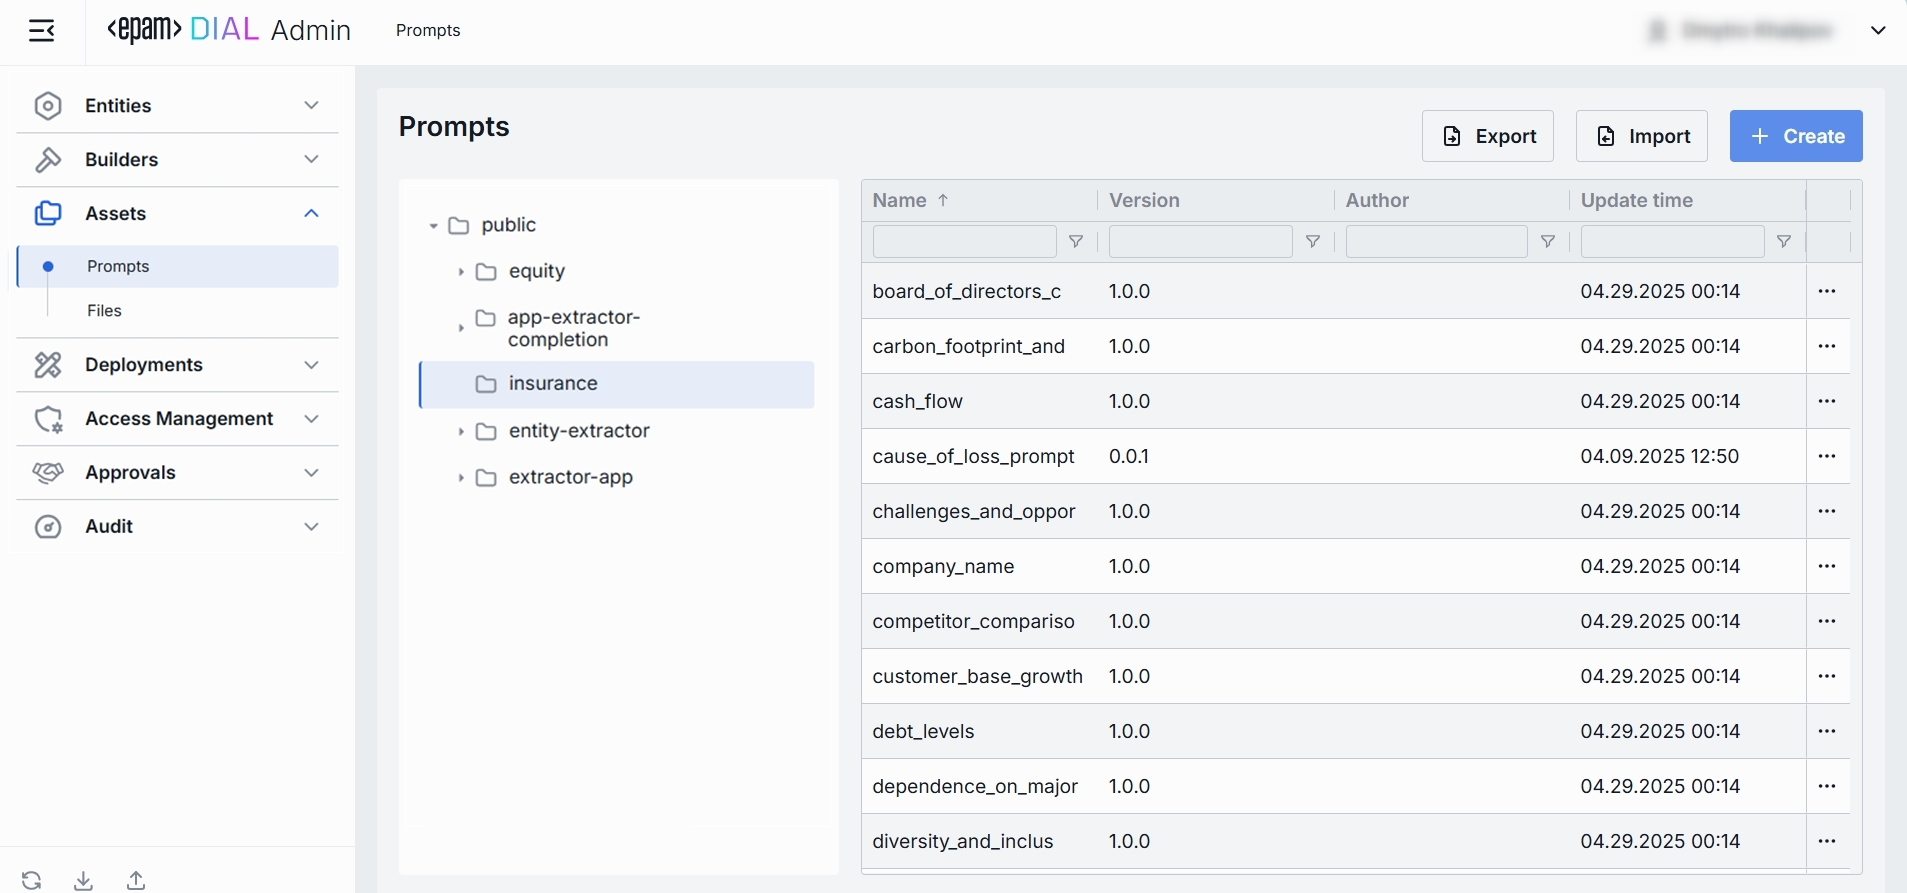 <epam> DIAL Admin
Prompts
Entities
Builders
Assets
Prompts
Files
Deployments
Access Management
Approvals
Audit
Prompts
Export
Import
+ Create
public
equity
app-extractor-
completion
insurance
entity-extractor
extractor-app
Name ↑ Version Author Update time
board_of_directors_c 1.0.0 04.29.2025 00:14 ...
carbon_footprint_and 1.0.0 04.29.2025 00:14 ...
cash_flow 1.0.0 04.29.2025 00:14 ...
cause_of_loss_prompt 0.0.1 04.09.2025 12:50 ...
challenges_and_oppor 1.0.0 04.29.2025 00:14 ...
company_name 1.0.0 04.29.2025 00:14 ...
competitor_compariso 1.0.0 04.29.2025 00:14 ...
customer_base_growth 1.0.0 04.29.2025 00:14 ...
debt_levels 1.0.0 04.29.2025 00:14 ...
dependence_on_major 1.0.0 04.29.2025 00:14 ...
diversity_and_inclus 1.0.0 04.29.2025 00:14 ...